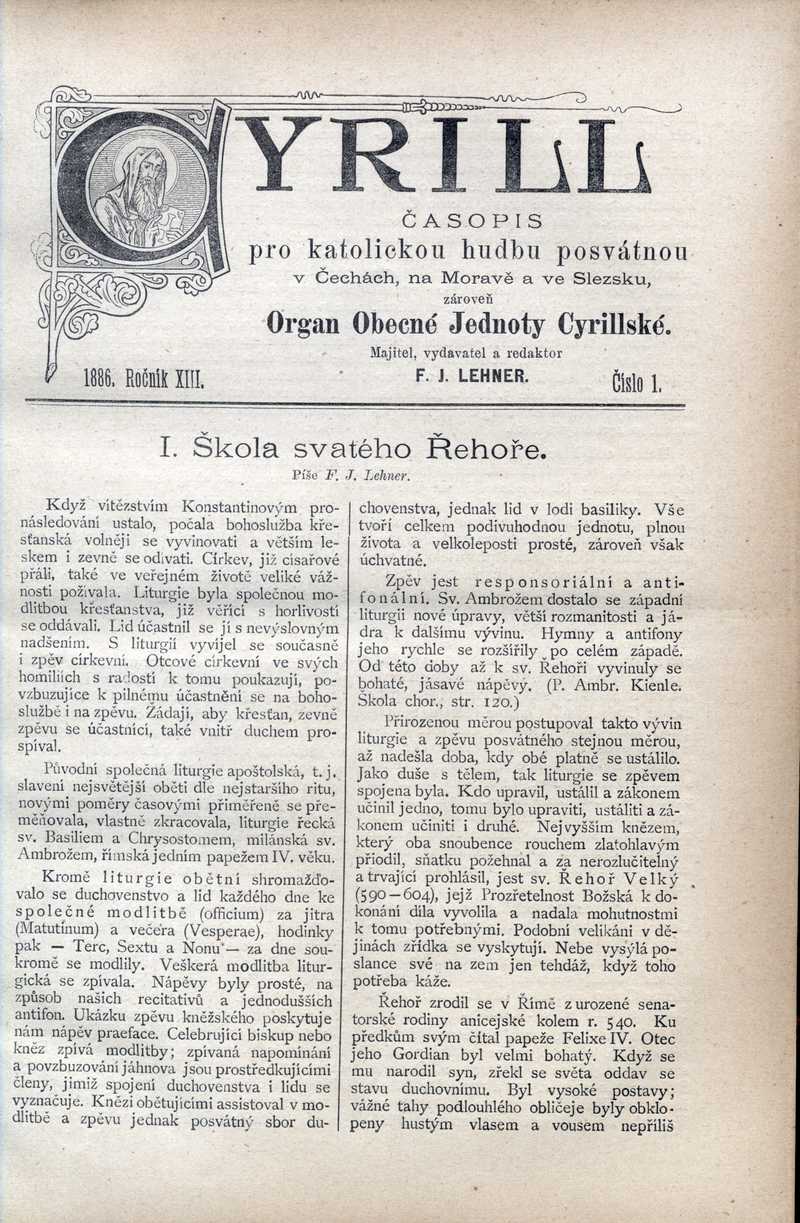 CYRILL
ČASOPIS
pro katolickou hudbu posvátnou
v Čechách, na Moravě a ve Slezsku,
zároveň
Organ Obecné Jednoty Cyrillské.
Majitel, vydavatel a redaktor
1886. Ročník XIII.
F. J. LEHNER.
Číslo 1.
I. Škola svatého Řehoře.
Píše F. J. Lehner.
Když vítězstvím Konstantinovým pro-
následování ustalo, počala bohoslužba kře-
sťanská volněji se vyvinovati a větším le-
skem i zevně se odívati. Církev, již císařové
přáli, také ve veřejném životě veliké váž-
nosti požívala. Liturgie byla společnou mo-
dlitbou křesťanstva, již věřící s horlivostí
se oddávali. Lid účastnil se jí s nevýslovným
nadšením. S liturgií vyvíjel se současně
i zpěv církevní. Otcové církevní ve svých
homiliích s radostí k tomu poukazují, po-
vzbuzujíce k pilnému účastnění se na boho-
službě i na zpěvu. Žádají, aby křesťan, zevně
zpěvu se účastnící, také vnitř duchem pro-
spíval.
Původní společná liturgie apoštolská, t. j.
slavení nejsvětější oběti dle nejstaršího ritu,
novými poměry časovými přiměřeně se pře-
měňovala, vlastně zkracovala, liturgie řecká
sv. Basiliem a Chrysostomem, milánská sv.
Ambrožem, římská jedním papežem IV. věku.
Kromě liturgie obětní shromažďo-
valo se duchovenstvo a lid každého dne ke
společné modlitbě (officium) za jitra
(Matutinum) a večera (Vesperae), hodinky
pak — Terc, Sextu a Nonu — za dne sou-
kromě se modlily. Veškerá modlitba litur-
gická se zpívala. Nápěvy byly prosté, na
způsob našich recitativů a jednodušších
antifon. Ukázku zpěvu kněžského poskytuje
nám nápěv praeface. Celebrující biskup nebo
kněz zpívá modlitby; zpívaná napomínání
a povzbuzování jáhnova jsou prostředkujícími
členy, jimiž spojení duchovenstva i lidu se
vyznačuje. Knězi obětujícími assistoval v mo-
dlitbě a zpěvu jednak posvátný sbor du-
chovenstva, jednak lid v lodi basiliky. Vše
tvoří celkem podivuhodnou jednotu, plnou
života a velkoleposti prosté, zároveň však
úchvatné.
Zpěv jest responsoriální a anti-
fonální. Sv. Ambrožem dostalo se západní
liturgii nové úpravy, větší rozmanitosti a já-
dra k dalšímu vývinu. Hymny a antifony
jeho rychle se rozšířily po celém západě.
Od této doby až k sv. Řehoři vyvinuly se
bohaté, jásavé nápěvy. (P. Ambr. Kienle.
Škola chor., str. 120.)
Přirozenou měrou postupoval takto vývin
liturgie a zpěvu posvátného stejnou měrou,
až nadešla doba, kdy obé platně se ustálilo.
Jako duše s tělem, tak liturgie se zpěvem
spojena byla. Kdo upravil, ustálil a zákonem
učinil jedno, tomu bylo upraviti, ustáliti a zá-
konem učiniti i druhé. Nejvyšším knězem,
který oba snoubence rouchem zlatohlavým
přiodil, sňatku požehnal a za nerozlučitelný
a trvající prohlásil, jest sv. Řehoř Velký
(590—604), jejž Prozřetelnost Božská k do-
konání díla vyvolila a nadala mohutnostmi
k tomu potřebnými. Podobní velikáni v dě-
jinách zřídka se vyskytují. Nebe vysýlá po-
slance své na zem jen tehdáž, když toho
potřeba káže.
Řehoř zrodil se v Římě z urozené sena-
torské rodiny anicejské kolem r. 540. Ku
předkům svým čítal papeže Felixe IV. Otec
jeho Gordian byl velmi bohatý. Když se
mu narodil syn, zřekl se světa oddav se
stavu duchovnímu. Byl vysoké postavy;
vážné tahy podlouhlého obličeje byly obklo-
peny hustým vlasem a vousem nepříliš